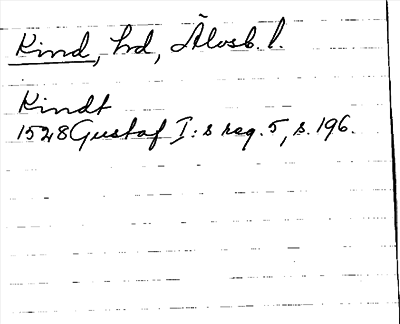 Kind, hd, Älvsb. l.
Kindt
1528 Gustaf I:s reg. 5, s. 196.